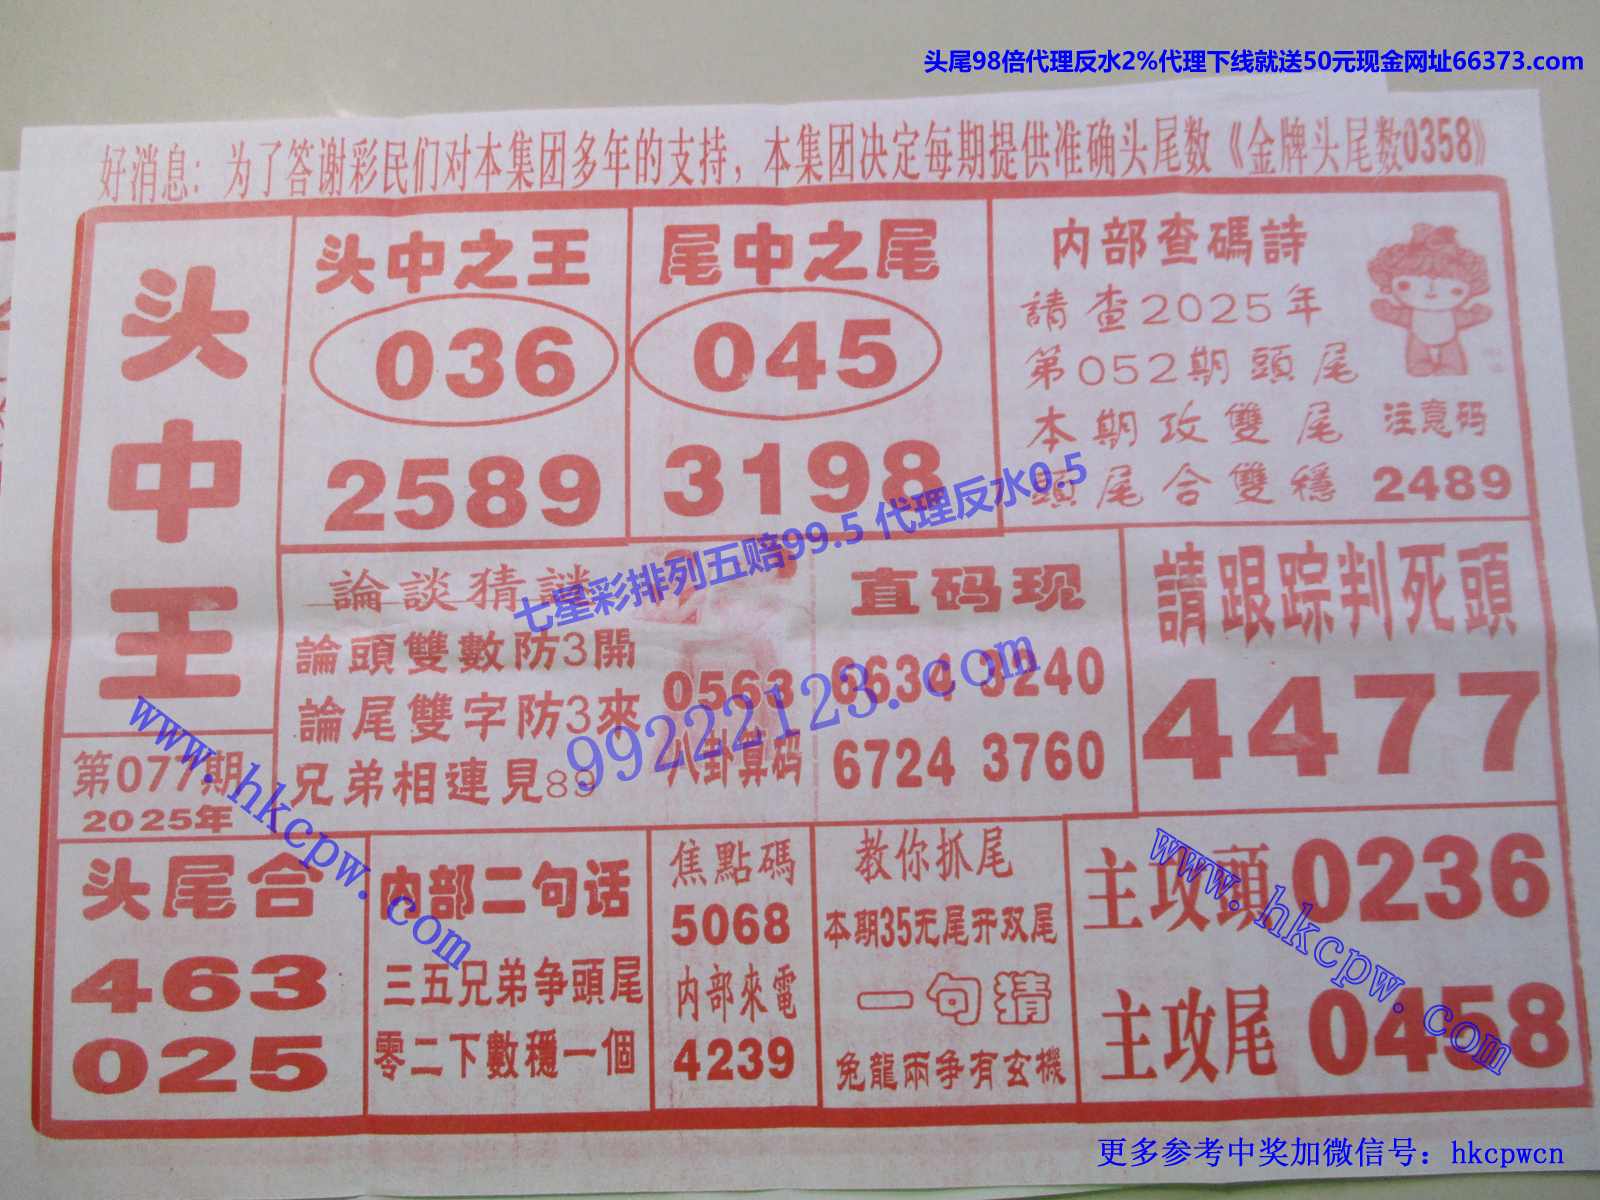 头尾98倍代理反水2%代理下线就送50元现金网址66373.com
好消息：为了答谢彩民们对本集团多年的支持，本集团决定每期提供准确头尾数《金牌头尾数0358》
头中王
第077期
2025年
头中之王
036
2589
尾中之尾
045
3198
内部查碼詩
請查2025年
第052期頭尾
本期攻雙尾
頭尾合雙穩
注意码
2489
論談猜謎
論頭雙數防3開
論尾雙字防3來
兄弟相連見89
0563
八卦算码
直码现
6634 3240
6724 3760
請跟踪判死頭
4477
头尾合
463
025
内部二句话
三五兄弟争頭尾
零二下數穩一個
焦點碼
5068
内部來電
4239
教你抓尾
本期35无尾开双尾
一句猜
兔龍兩争有玄機
主攻頭0236
主攻尾0458
七星彩排列五赔99.5 代理反水0.5
99222123.com
www.hkcpw.com
www.hkcpw.com
更多参考中奖加微信号：hkcpwcn